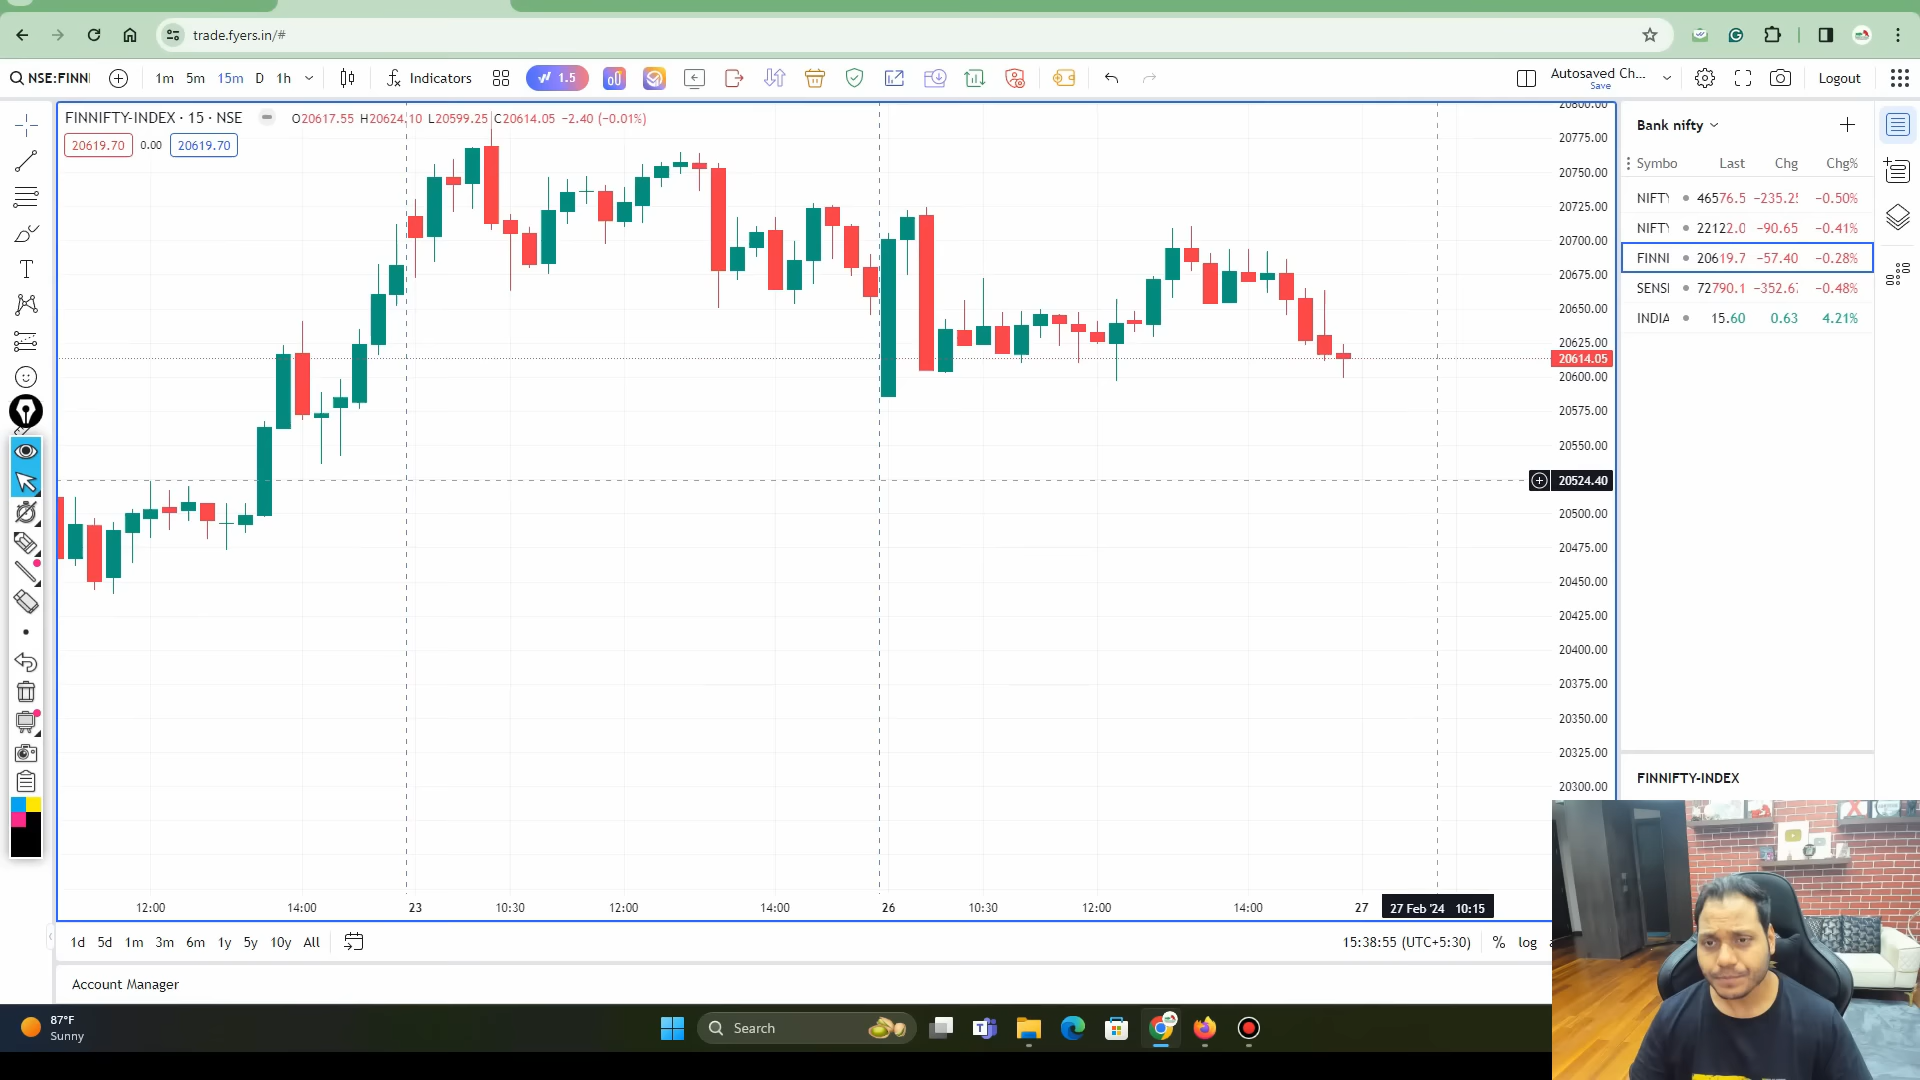 trade.fyers.in/#
NSE:FINNI
1m 5m 15m D 1h
Indicators
1.5
Autosaved Ch...
Save
Logout
FINNIFTY-INDEX · 15 · NSE
O20617.55 H20624.10 L20599.25 C20614.05 −2.40 (−0.01%)
20619.70 0.00 20619.70
20800.00
20775.00
20750.00
20725.00
20700.00
20675.00
20650.00
20625.00
20614.05
20600.00
20575.00
20550.00
20524.40
20500.00
20475.00
20450.00
20425.00
20400.00
20375.00
20350.00
20325.00
20300.00
Bank nifty
Symbo Last Chg Chg%
NIFTY 46576.5 −235.25 −0.50%
NIFTY 22122.0 −90.65 −0.41%
FINNI 20619.7 −57.40 −0.28%
SENSI 72790.1 −352.67 −0.48%
INDIA 15.60 0.63 4.21%
FINNIFTY-INDEX
12:00 14:00 23 10:30 12:00 14:00 26 10:30 12:00 14:00 27 27 Feb '24 10:15
1d 5d 1m 3m 6m 1y 5y 10y All
15:38:55 (UTC+5:30) % log
Account Manager
87°F
Sunny
Search